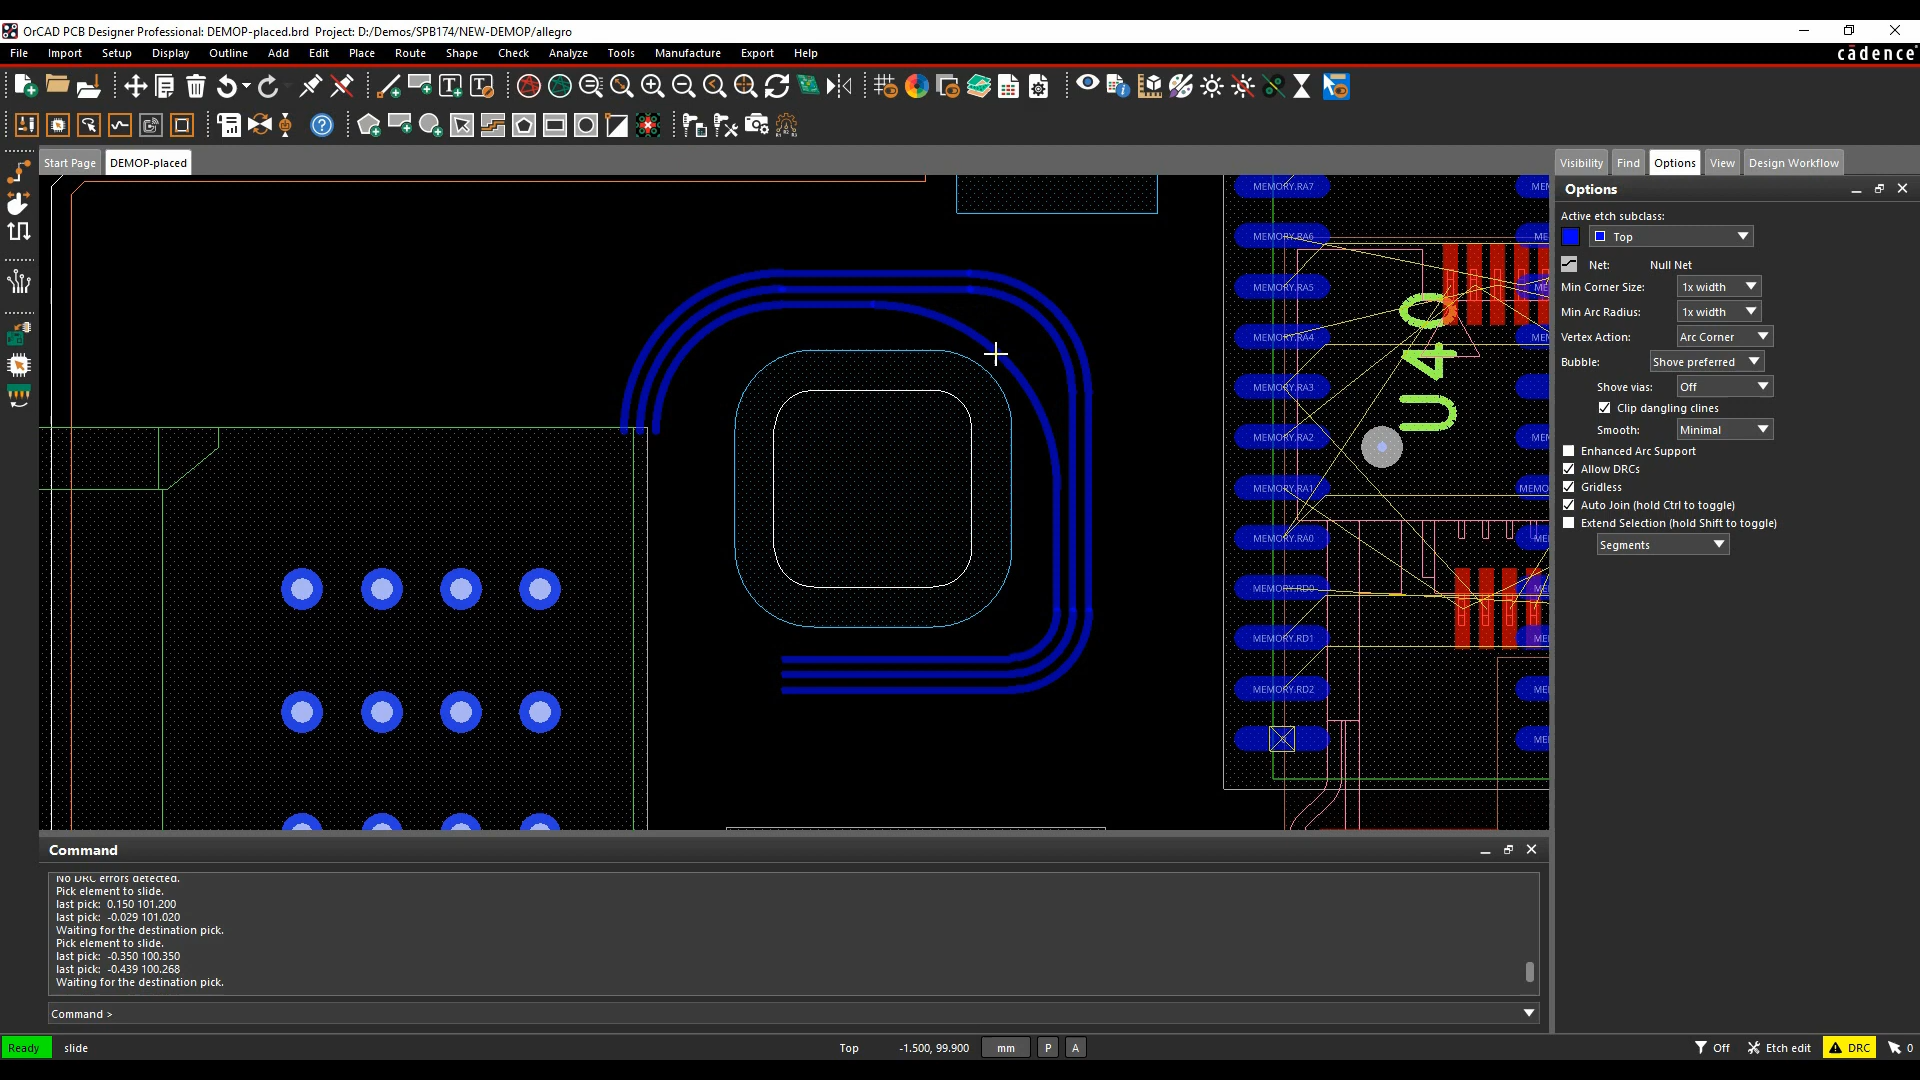 OrCAD PCB Designer Professional: DEMOP-placed.brd  Project: D:/Demos/SPB174/NEW-DEMOP/allegro
File Import Setup Display Outline Add Edit Place Route Shape Check Analyze Tools Manufacture Export Help
cādence
Start Page DEMOP-placed
Visibility Find Options View Design Workflow
Options
Active etch subclass:
Top
Net: Null Net
Min Corner Size: 1x width
Min Arc Radius: 1x width
Vertex Action: Arc Corner
Bubble: Shove preferred
Shove vias: Off
Clip dangling clines
Smooth: Minimal
Enhanced Arc Support
Allow DRCs
Gridless
Auto Join (hold Ctrl to toggle)
Extend Selection (hold Shift to toggle)
Segments
MEMORY.RA7
MEMORY.RA6
MEMORY.RA5
MEMORY.RA4
MEMORY.RA3
MEMORY.RA2
MEMORY.RA1
MEMORY.RA0
MEMORY.RD0
MEMORY.RD1
MEMORY.RD2
U40
Command
No DRC errors detected.
Pick element to slide.
last pick:  0.150 101.200
last pick:  -0.029 101.020
Waiting for the destination pick.
Pick element to slide.
last pick:  -0.350 100.350
last pick:  -0.439 100.268
Waiting for the destination pick.
Command >
Ready slide Top -1.500, 99.900 mm P A Off Etch edit DRC 0